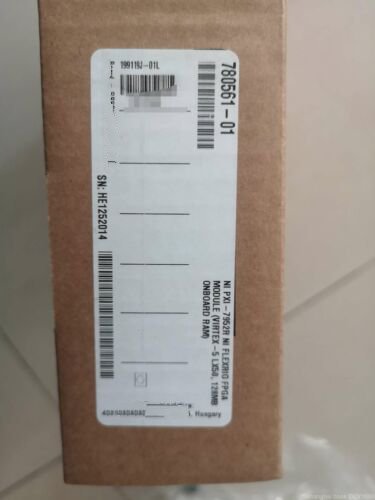 780561-01
199119J-01L
SN: HE1252014
NI PXI-7952R NI FLEXRIO FPGA
MODULE (VIRTEX-5 LX50, 128MB
ONBOARD RAM)
Hungary